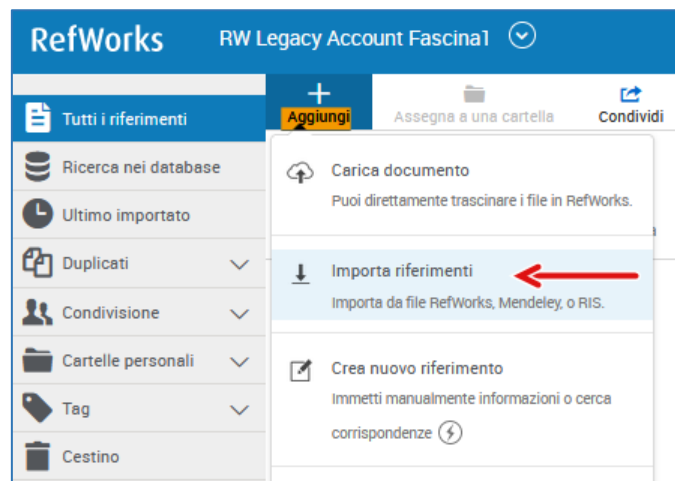 RefWorks RW Legacy Account Fascina1
Tutti i riferimenti
Ricerca nei database
Ultimo importato
Duplicati
Condivisione
Cartelle personali
Tag
Cestino
Aggiungi Assegna a una cartella Condividi
Carica documento
Puoi direttamente trascinare i file in RefWorks.
Importa riferimenti
Importa da file RefWorks, Mendeley, o RIS.
Crea nuovo riferimento
Immetti manualmente informazioni o cerca
corrispondenze